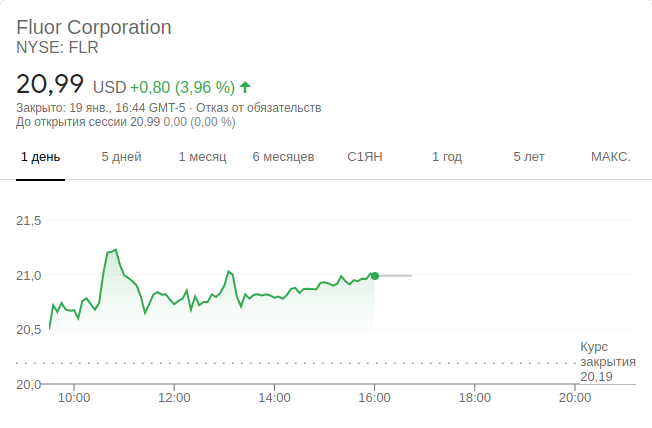 Fluor Corporation
NYSE: FLR
20,99 USD +0,80 (3,96 %)
Закрыто: 19 янв., 16:44 GMT-5 · Отказ от обязательств
До открытия сессии 20,99 0,00 (0,00 %)
1 день 5 дней 1 месяц 6 месяцев С1ЯН 1 год 5 лет МАКС.
21,5
21,0
20,5
Курс
закрытия
20,19
20,0
10:00 12:00 14:00 16:00 18:00 20:00